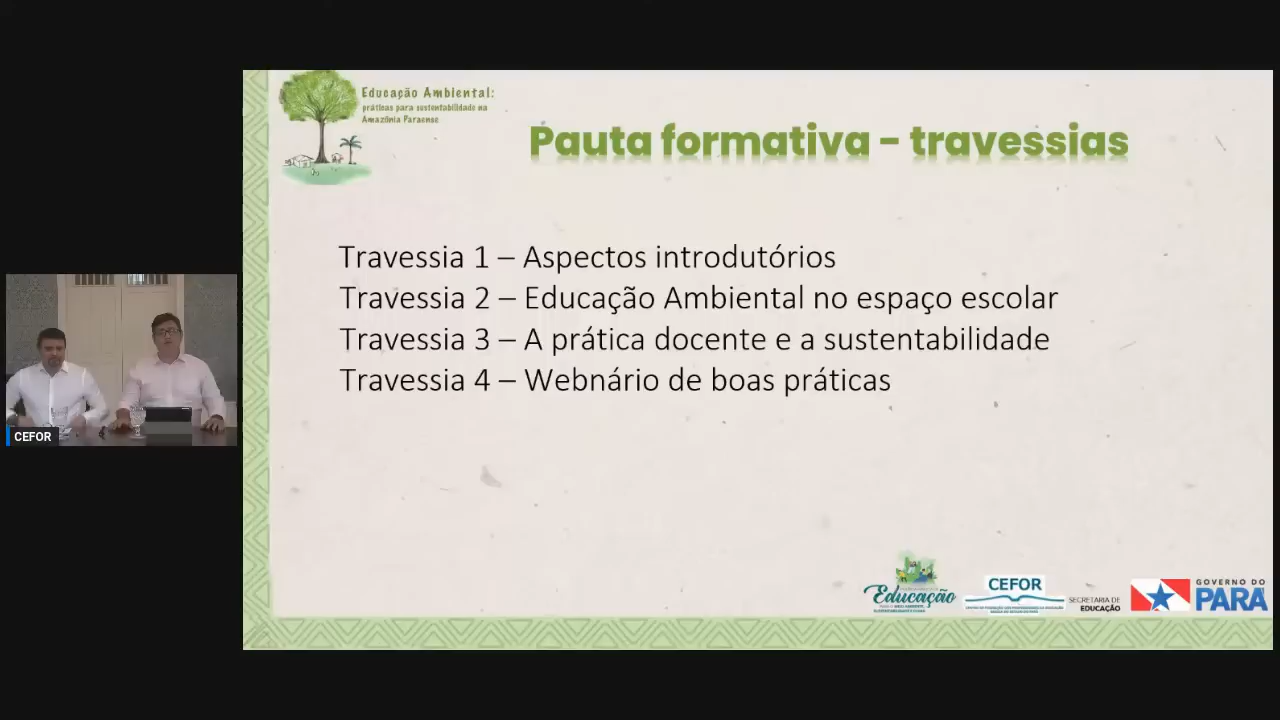 Educação Ambiental:
práticas para sustentabilidade na
Amazônia Paraense
Pauta formativa - travessias
Travessia 1 – Aspectos introdutórios
Travessia 2 – Educação Ambiental no espaço escolar
Travessia 3 – A prática docente e a sustentabilidade
Travessia 4 – Webnário de boas práticas
CEFOR
Educação
CEFOR
SECRETARIA DE
EDUCAÇÃO
GOVERNO DO
PARÁ